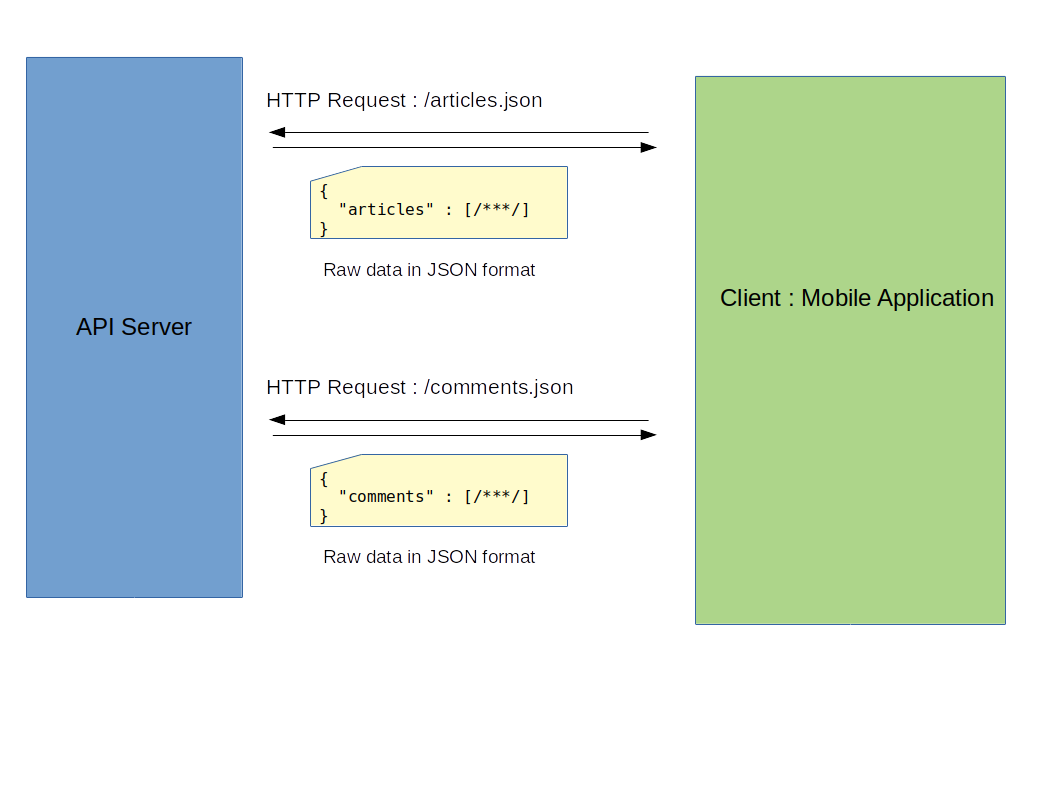 HTTP Request : /articles.json
{
"articles" : [/***/]
}
Raw data in JSON format
API Server
Client : Mobile Application
HTTP Request : /comments.json
{
"comments" : [/***/]
}
Raw data in JSON format